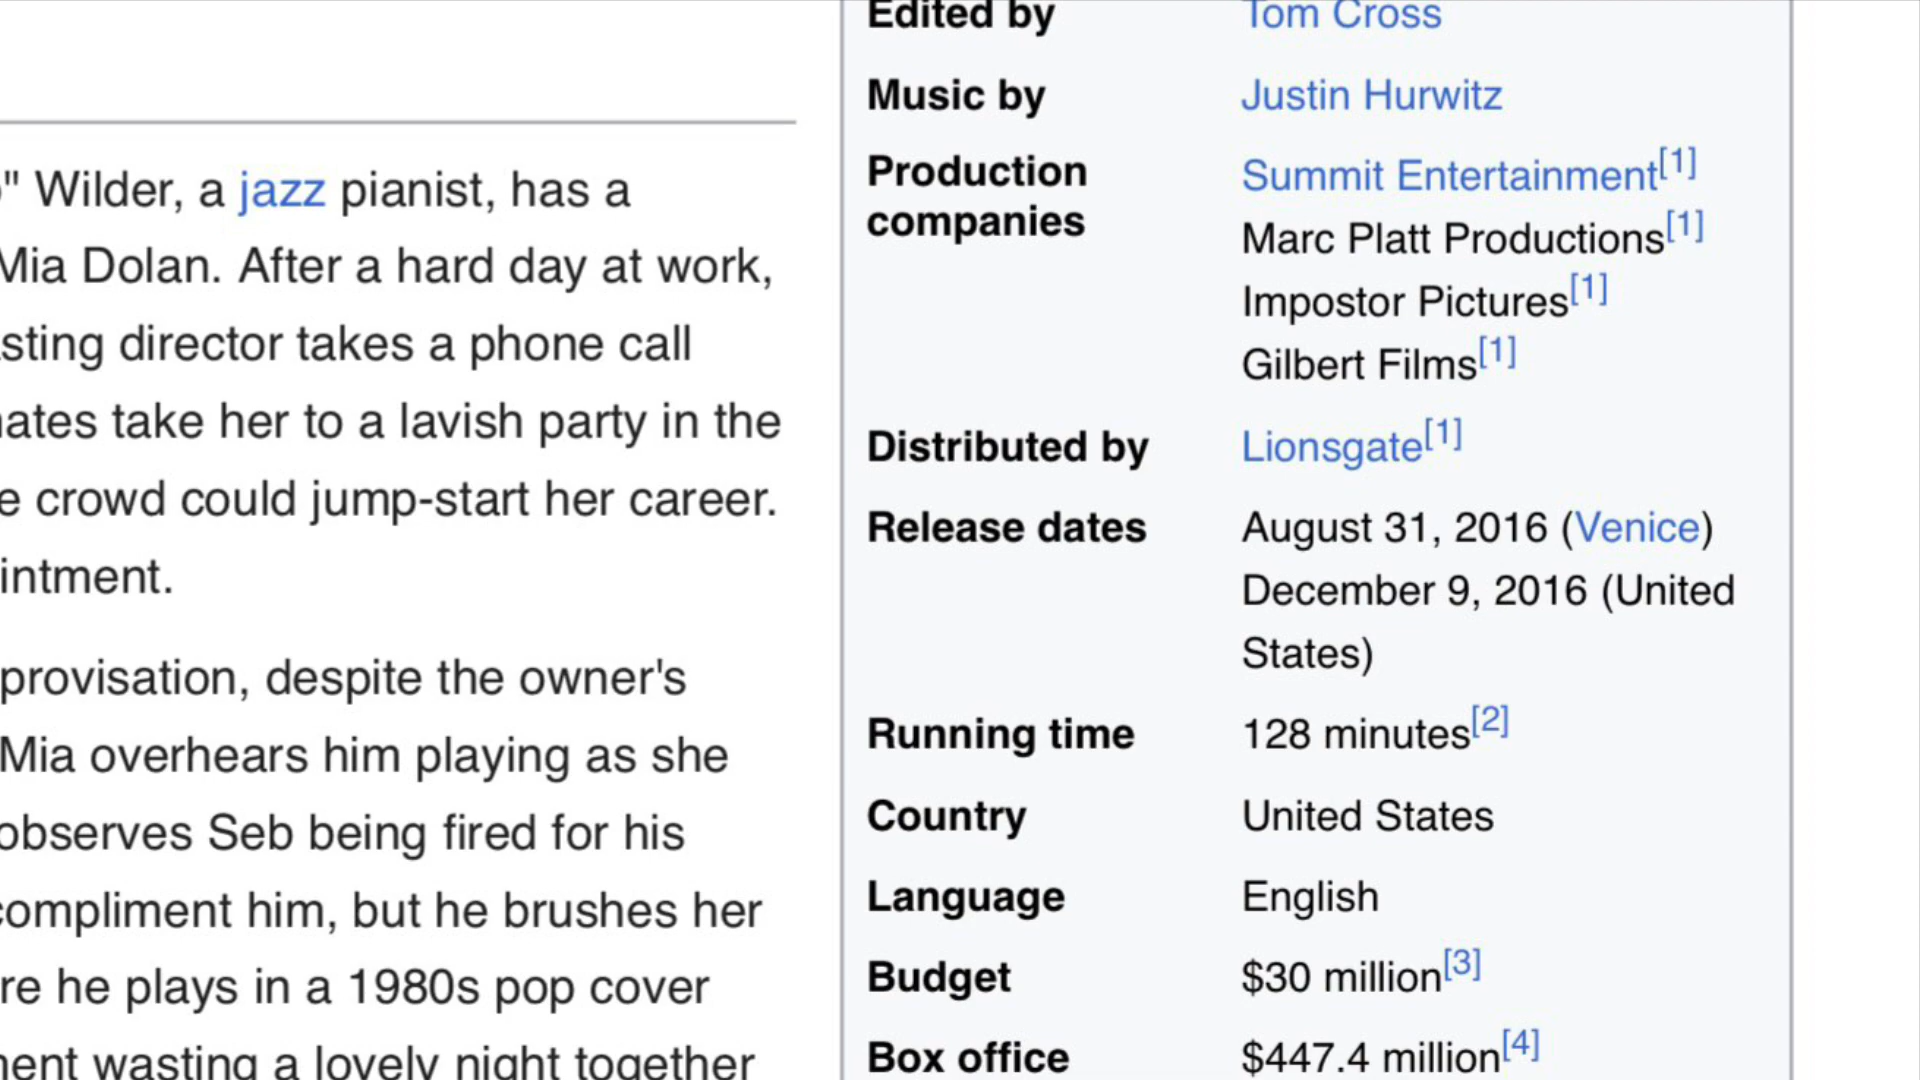 " Wilder, a jazz pianist, has a
Mia Dolan. After a hard day at work,
sting director takes a phone call
ates take her to a lavish party in the
e crowd could jump-start her career.
intment.
provisation, despite the owner's
Mia overhears him playing as she
observes Seb being fired for his
compliment him, but he brushes her
re he plays in a 1980s pop cover
ent wasting a lovely night together
Edited by Tom Cross
Music by Justin Hurwitz
Production companies Summit Entertainment[1]
Marc Platt Productions[1]
Impostor Pictures[1]
Gilbert Films[1]
Distributed by Lionsgate[1]
Release dates August 31, 2016 (Venice)
December 9, 2016 (United
States)
Running time 128 minutes[2]
Country United States
Language English
Budget $30 million[3]
Box office $447.4 million[4]